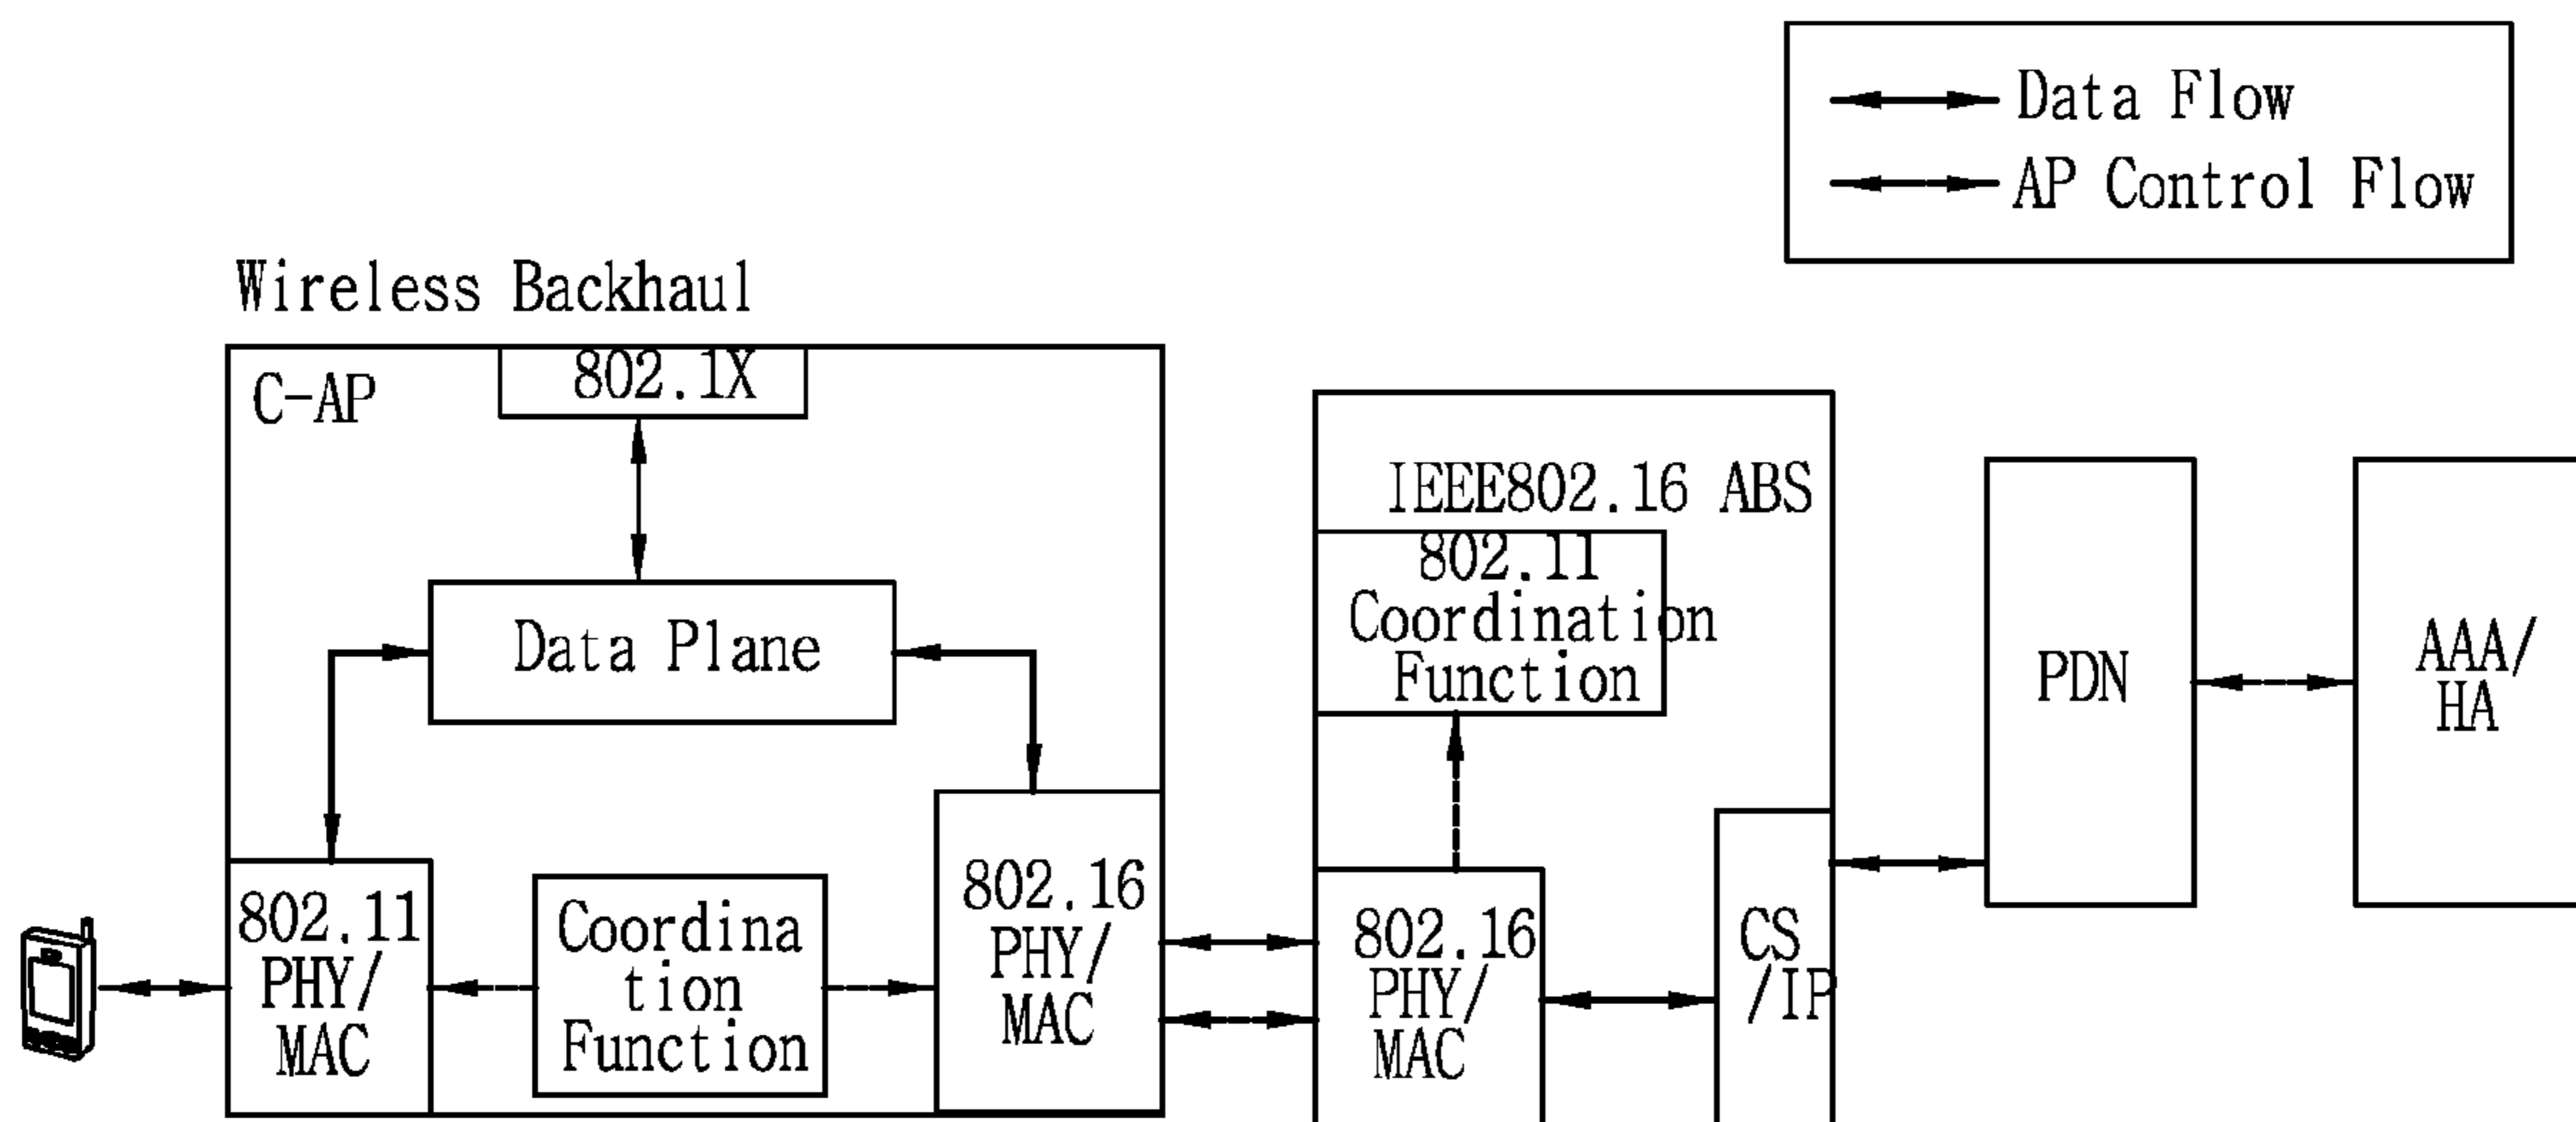 Data Flow
AP Control Flow
Wireless Backhaul
C-AP
802.1X
Data Plane
802.11
PHY/
MAC
Coordina
tion
Function
802.16
PHY/
MAC
IEEE802.16 ABS
802.11
Coordination
Function
802.16
PHY/
MAC
CS
/IP
PDN
AAA/
HA